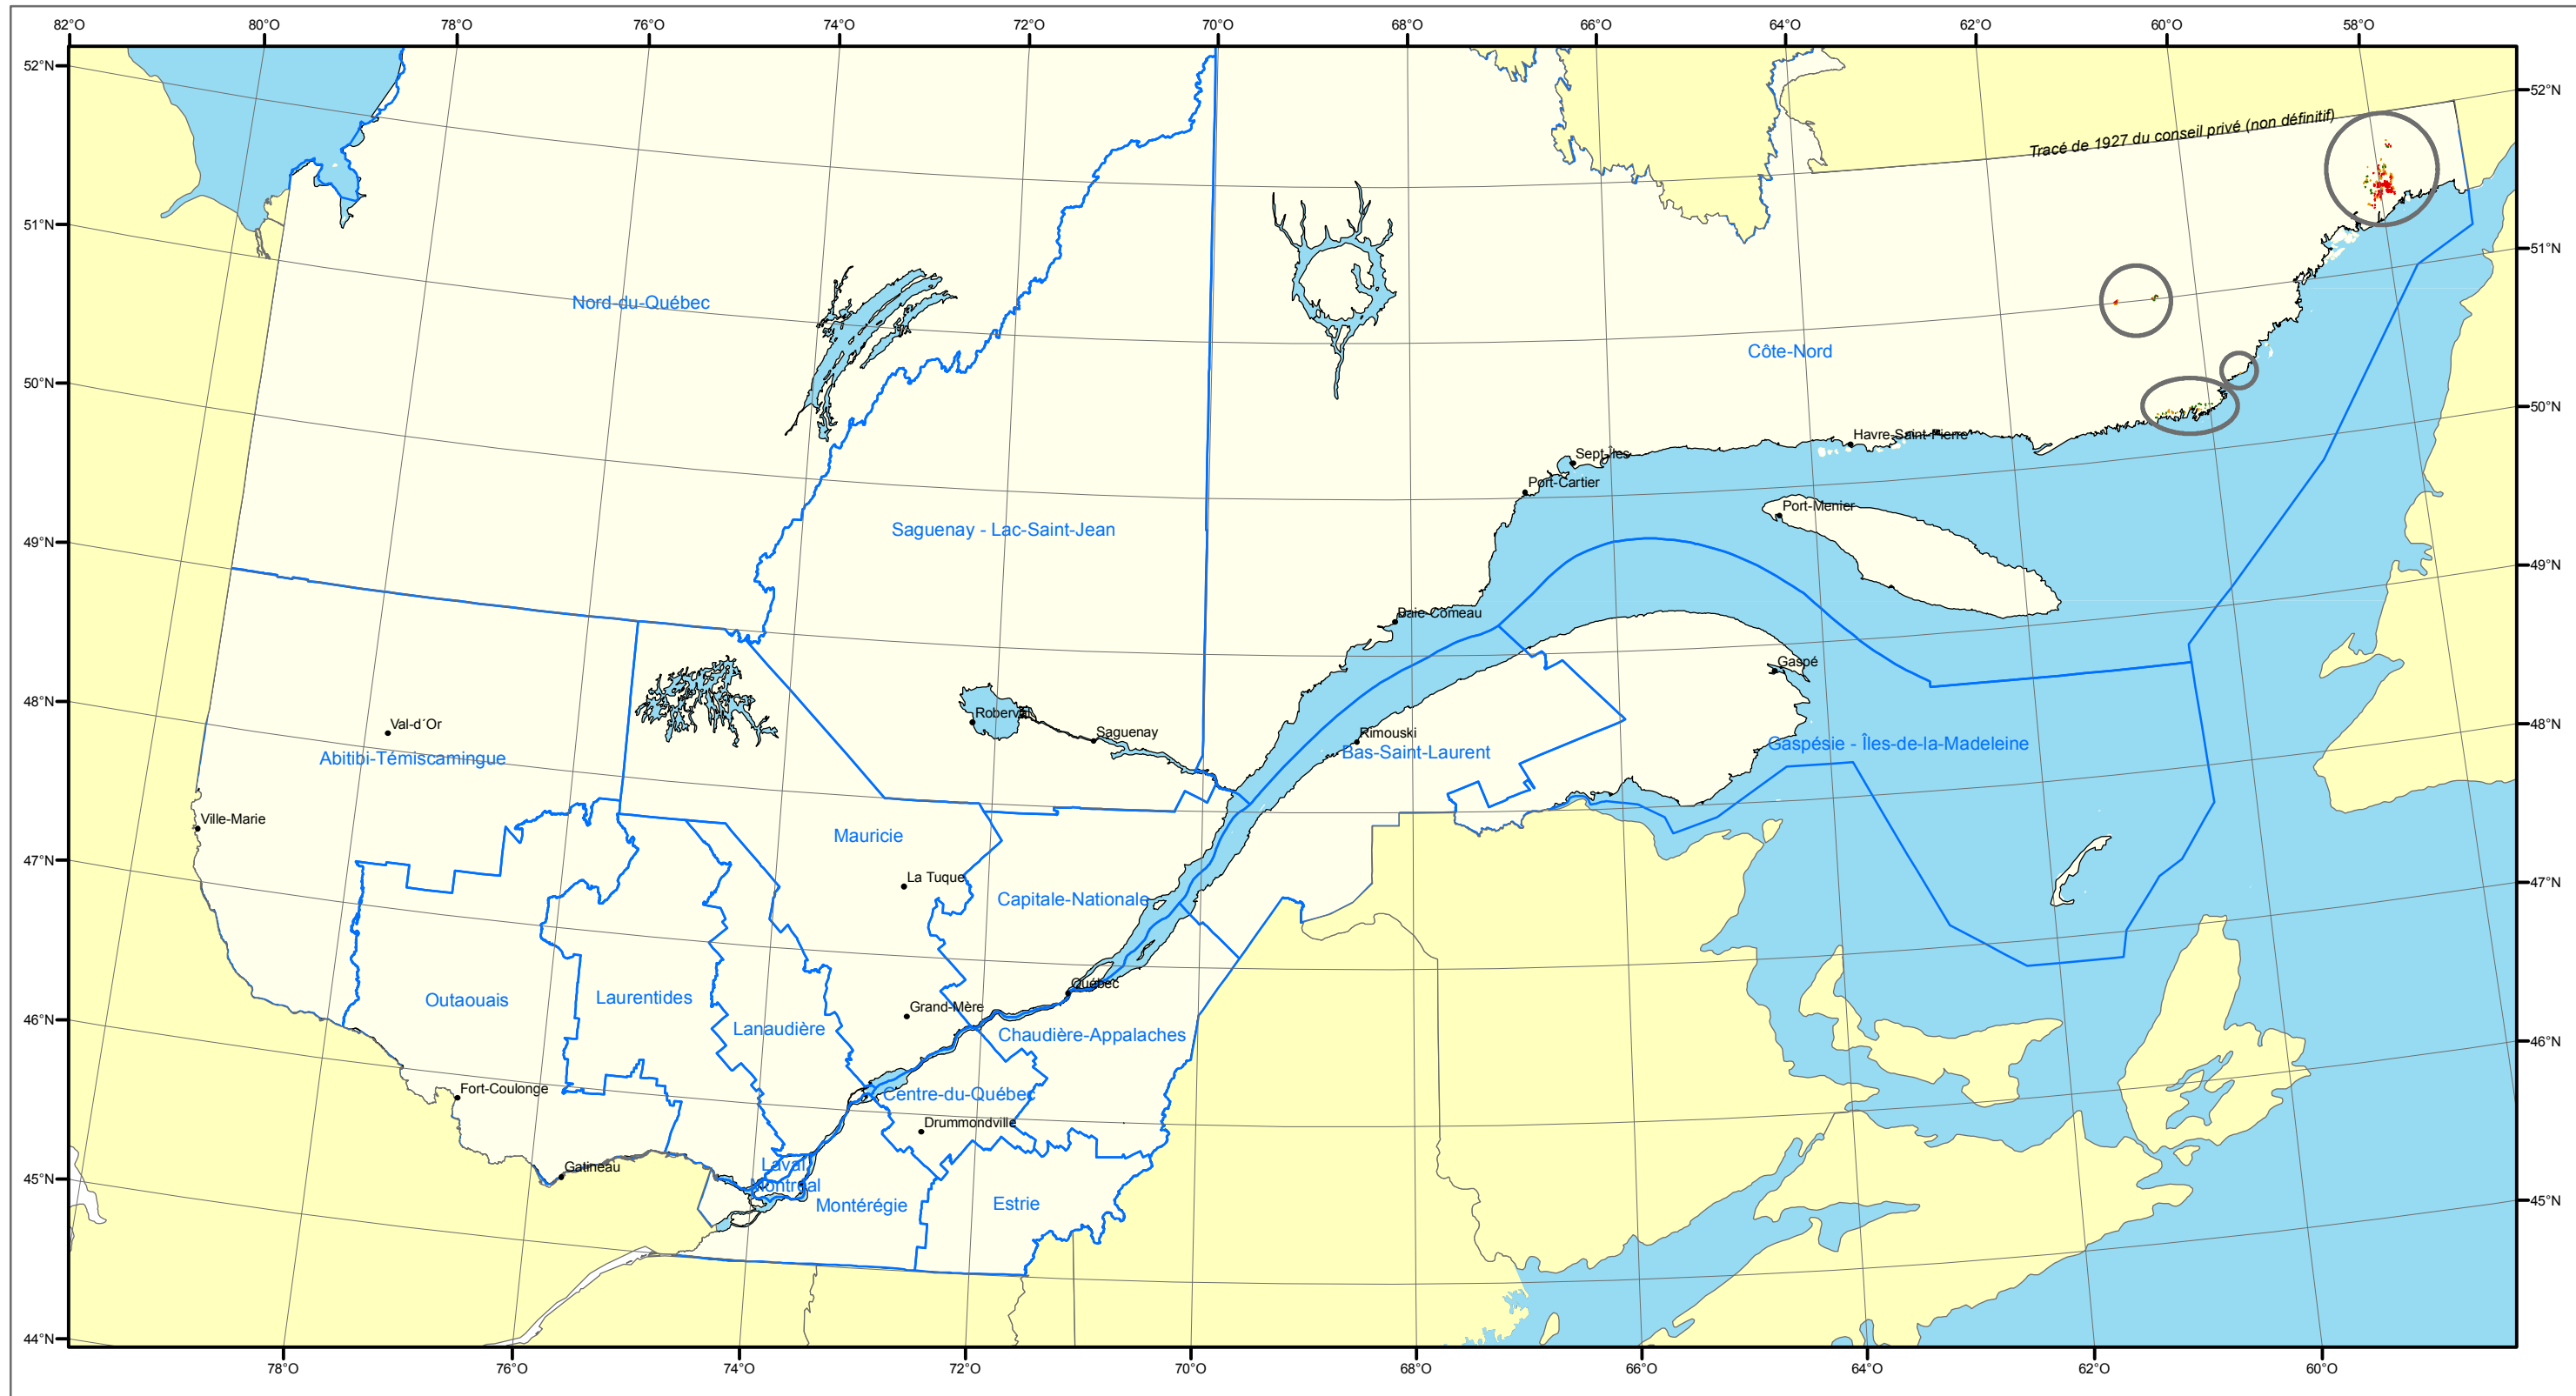 82°O 80°O 78°O 76°O 74°O 72°O 70°O 68°O 66°O 64°O 62°O 60°O 58°O
52°N
52°N
Tracé de 1927 du conseil privé (non définitif)
51°N
51°N
Nord-du-Québec
Côte-Nord
50°N
50°N
Havre-Saint-Pierre
Sept-Îles
Port-Cartier
Port-Menier
Saguenay - Lac-Saint-Jean
49°N
49°N
Baie-Comeau
Gaspé
48°N
48°N
Val-d´Or
Roberval
Saguenay
Rimouski
Abitibi-Témiscamingue
Bas-Saint-Laurent
Gaspésie - Îles-de-la-Madeleine
Ville-Marie
Mauricie
47°N
47°N
La Tuque
Capitale-Nationale
Québec
Outaouais
Laurentides
Grand-Mère
Lanaudière
Chaudière-Appalaches
46°N
46°N
Fort-Coulonge
Centre-du-Québec
Drummondville
Laval
Gatineau
Montréal
45°N
45°N
Montérégie
Estrie
44°N
78°O 76°O 74°O 72°O 70°O 68°O 66°O 64°O 62°O 60°O